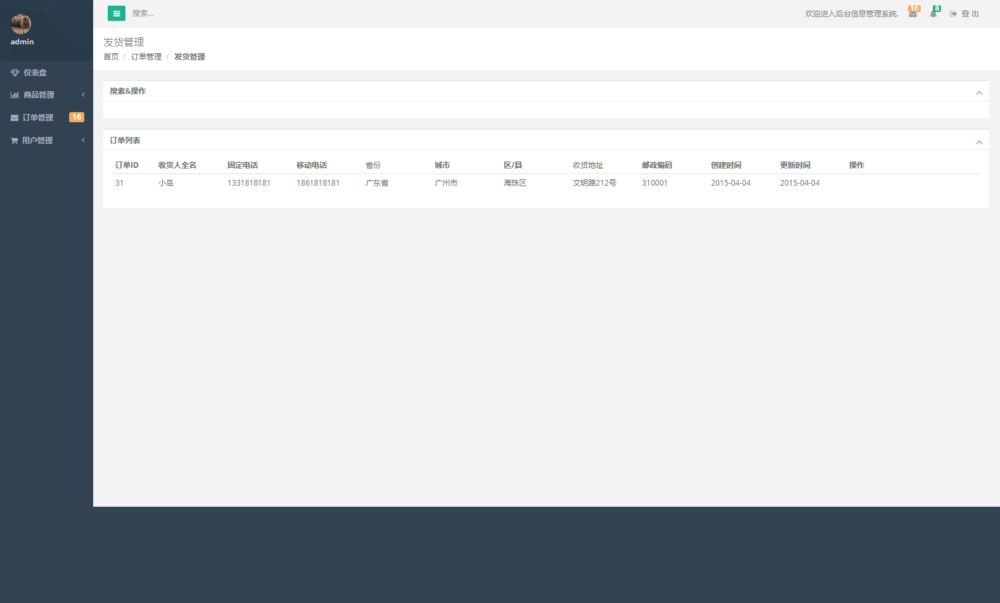 admin
仪表盘
商品管理
订单管理 16
用户管理
搜索...
欢迎进入后台信息管理系统. 16 8 登 出
发货管理
首页 / 订单管理 / 发货管理
搜索&操作
订单列表
订单ID 收货人全名 固定电话 移动电话 省份 城市 区/县 收货地址 邮政编码 创建时间 更新时间 操作
31 小岛 1331818181 1861818181 广东省 广州市 海珠区 文明路212号 310001 2015-04-04 2015-04-04